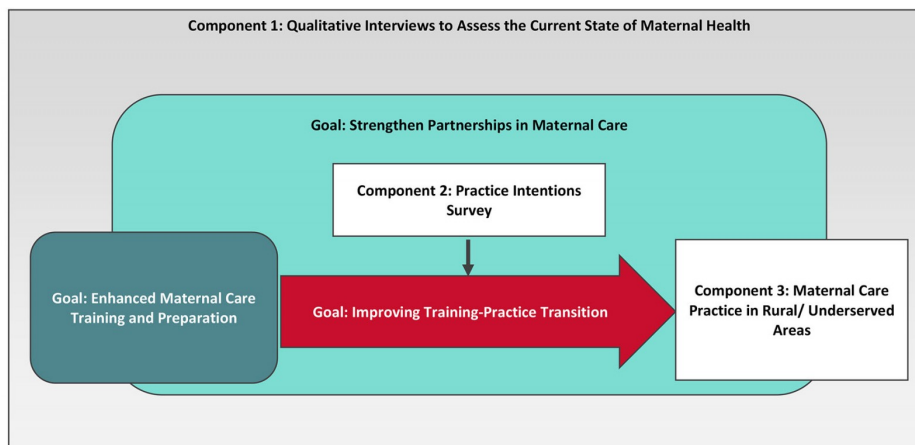 Component 1: Qualitative Interviews to Assess the Current State of Maternal Health
Goal: Strengthen Partnerships in Maternal Care
Component 2: Practice Intentions
Survey
Goal: Enhanced Maternal Care
Training and Preparation
Goal: Improving Training-Practice Transition
Component 3: Maternal Care
Practice in Rural/ Underserved
Areas